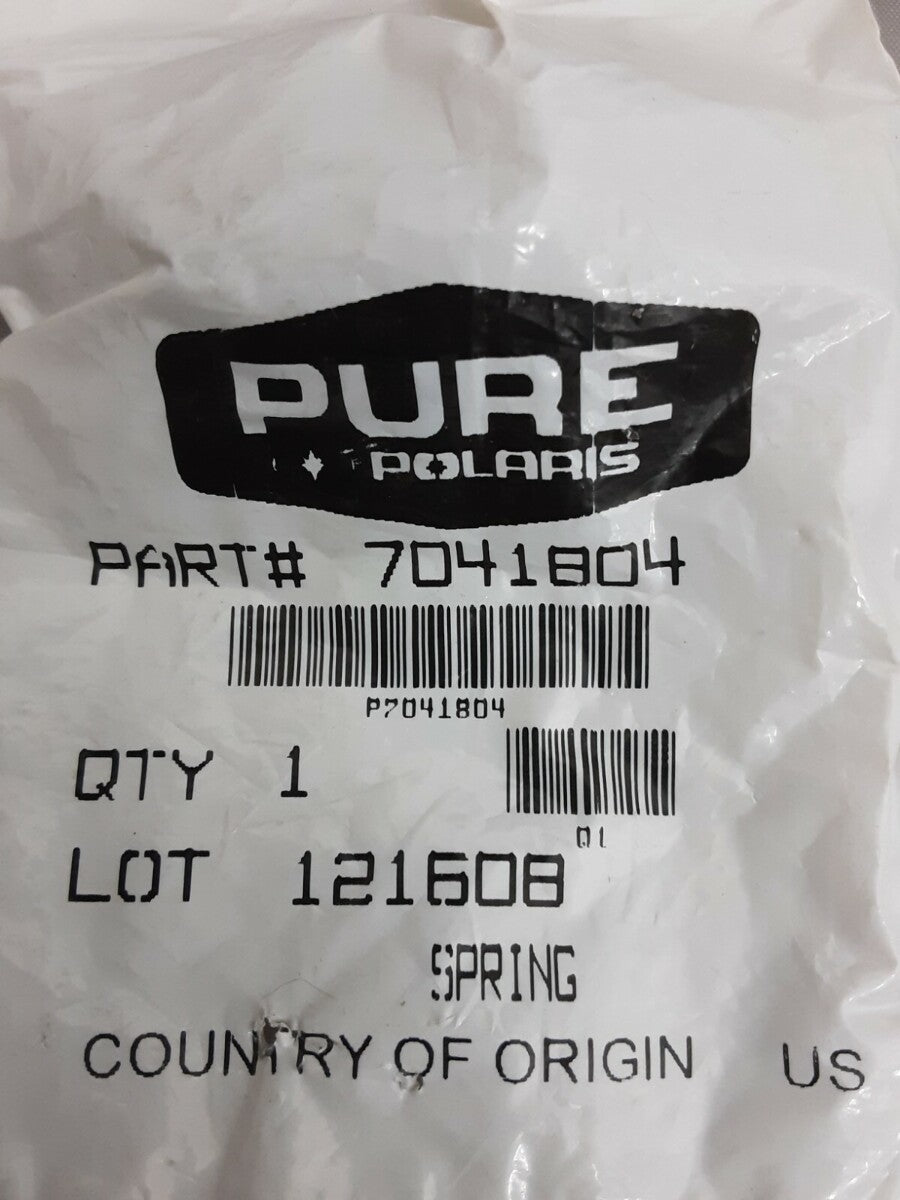 PURE
POLARIS
PART# 7041804
P7041804
QTY 1
Q1
LOT 121608
SPRING
COUNTRY OF ORIGIN US